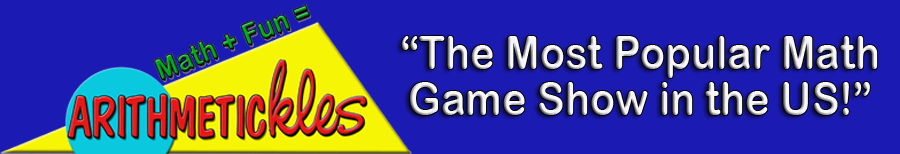 Math + Fun =
ARITHMETICkles
“The Most Popular Math
Game Show in the US!”